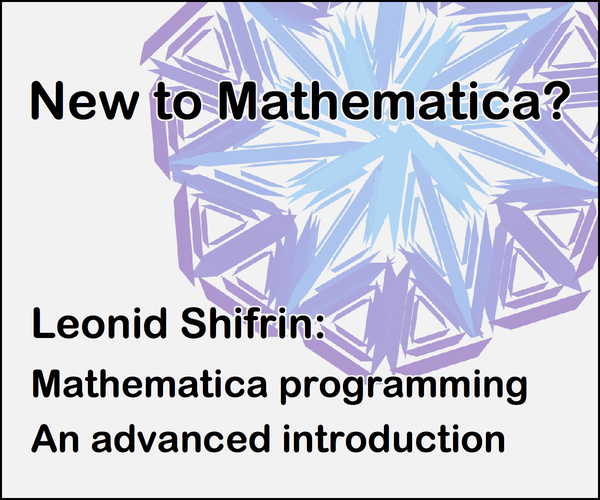 New to Mathematica?
Leonid Shifrin:
Mathematica programming
An advanced introduction